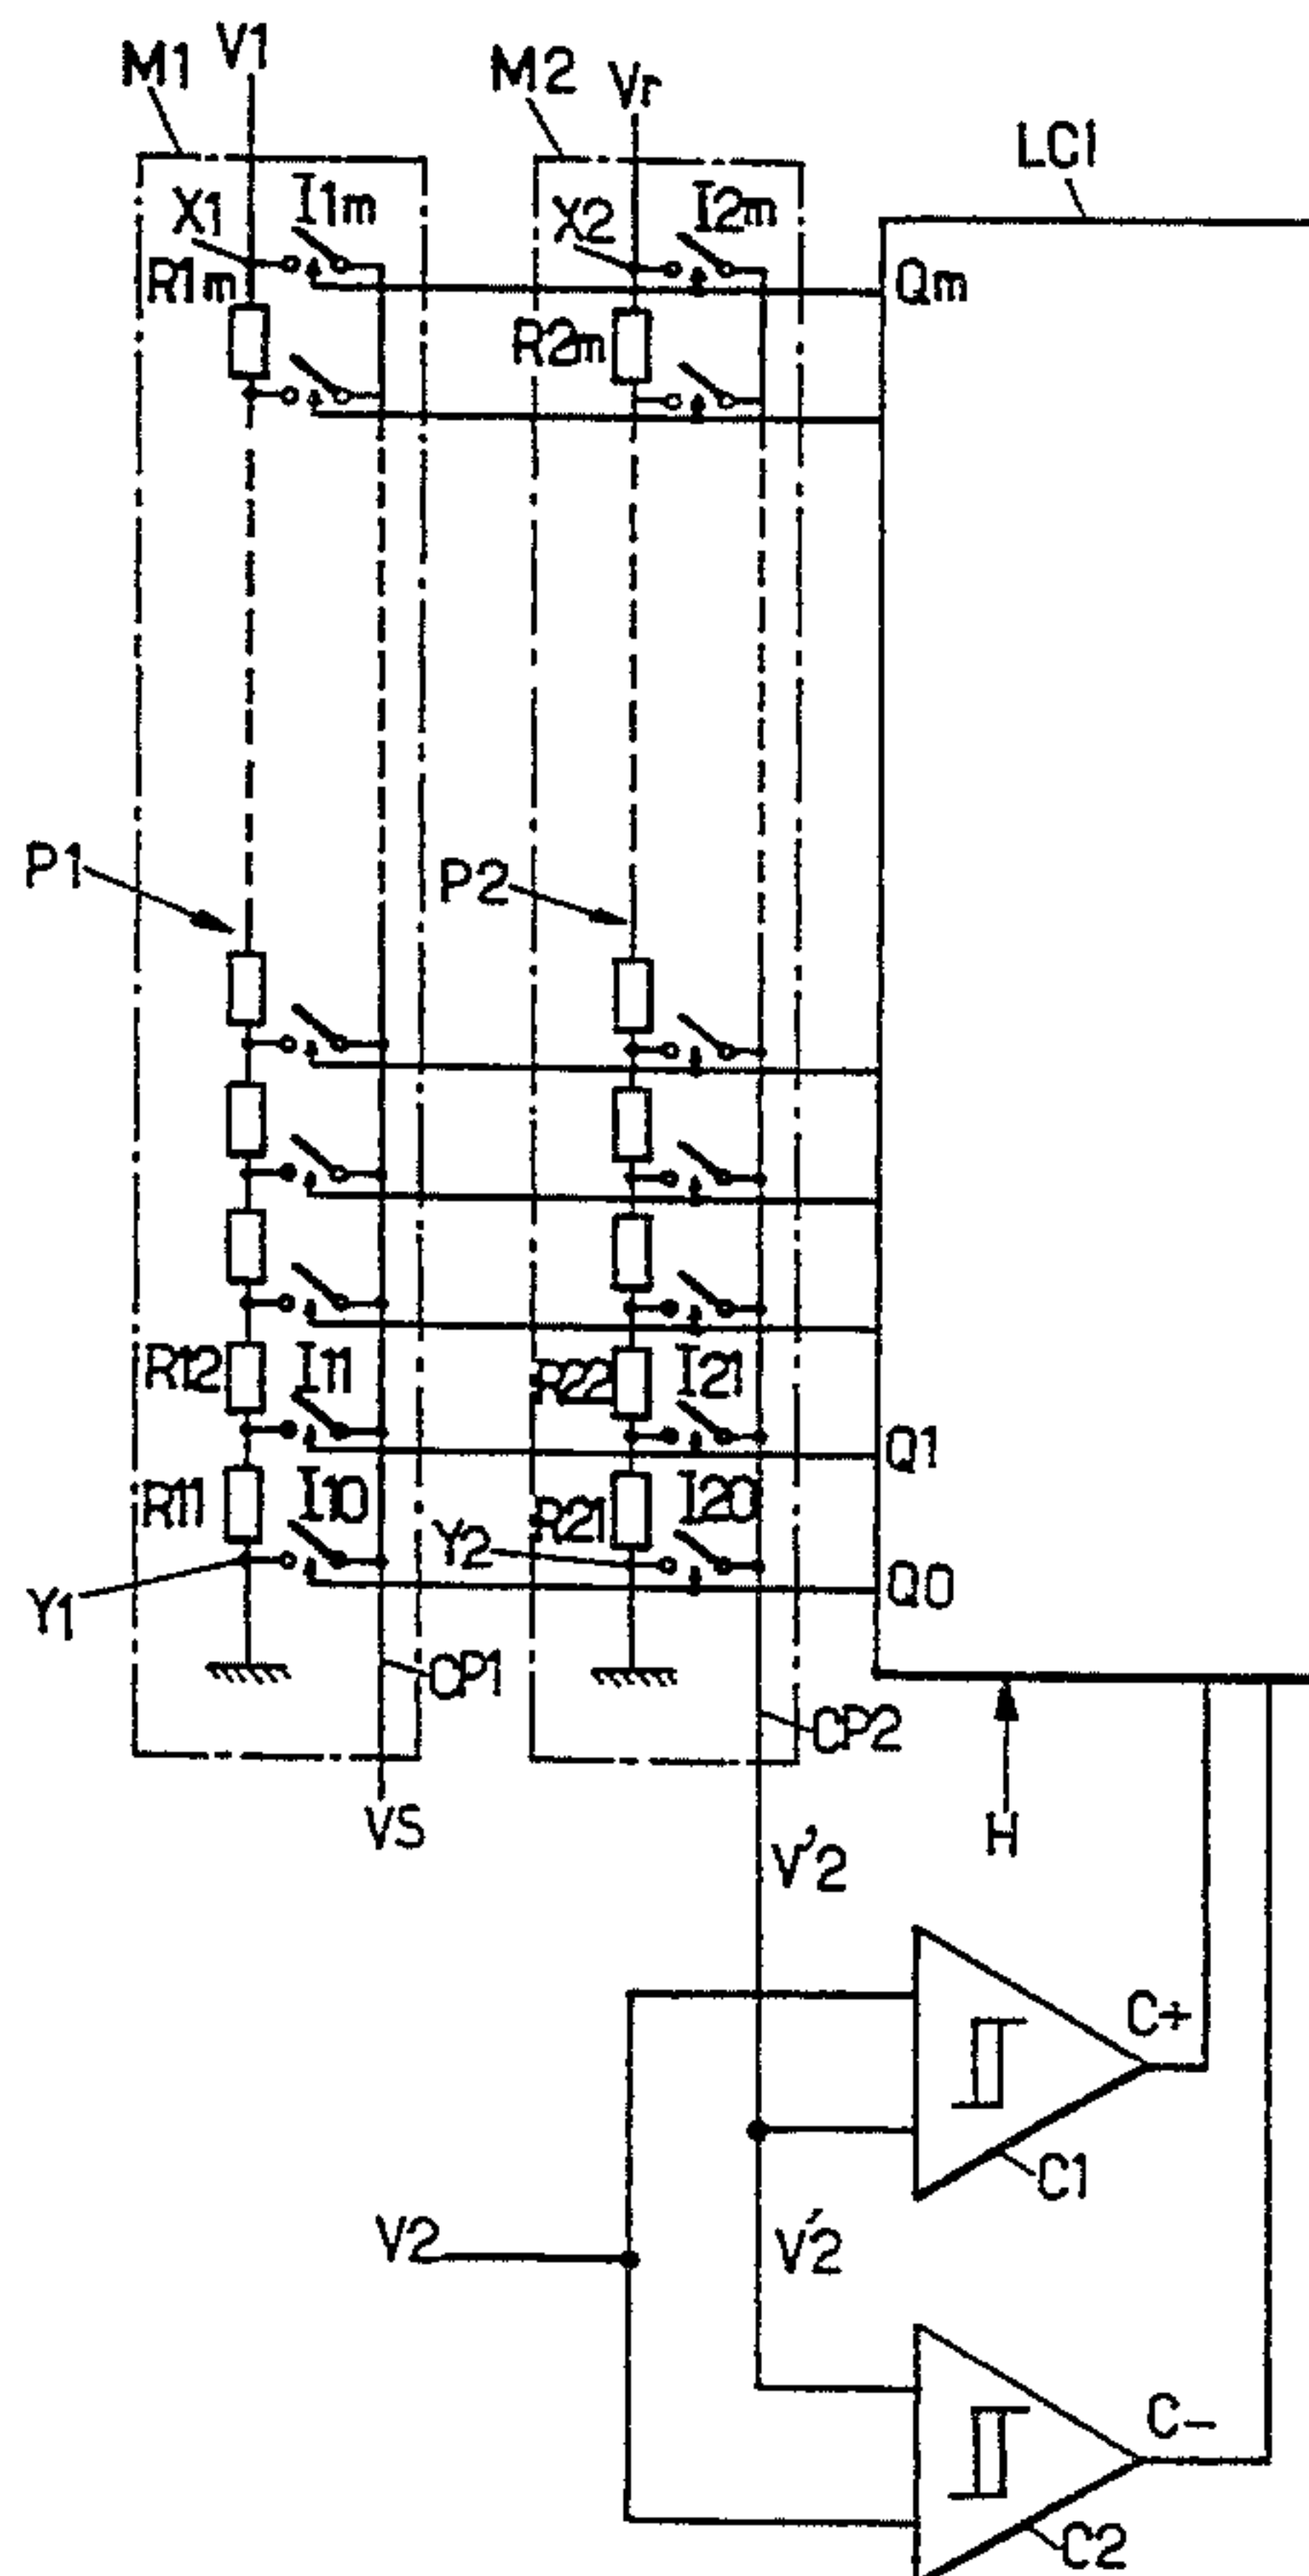 M1
V1
M2
Vr
LC1
X1
I1m
X2
I2m
R1m
Qm
R2m
P1
P2
R12
I11
R22
I21
Q1
R11
I10
R21
I20
Y2
Q0
Y1
CP1
CP2
VS
V'2
H
C+
C1
V2
V'2
C-
C2